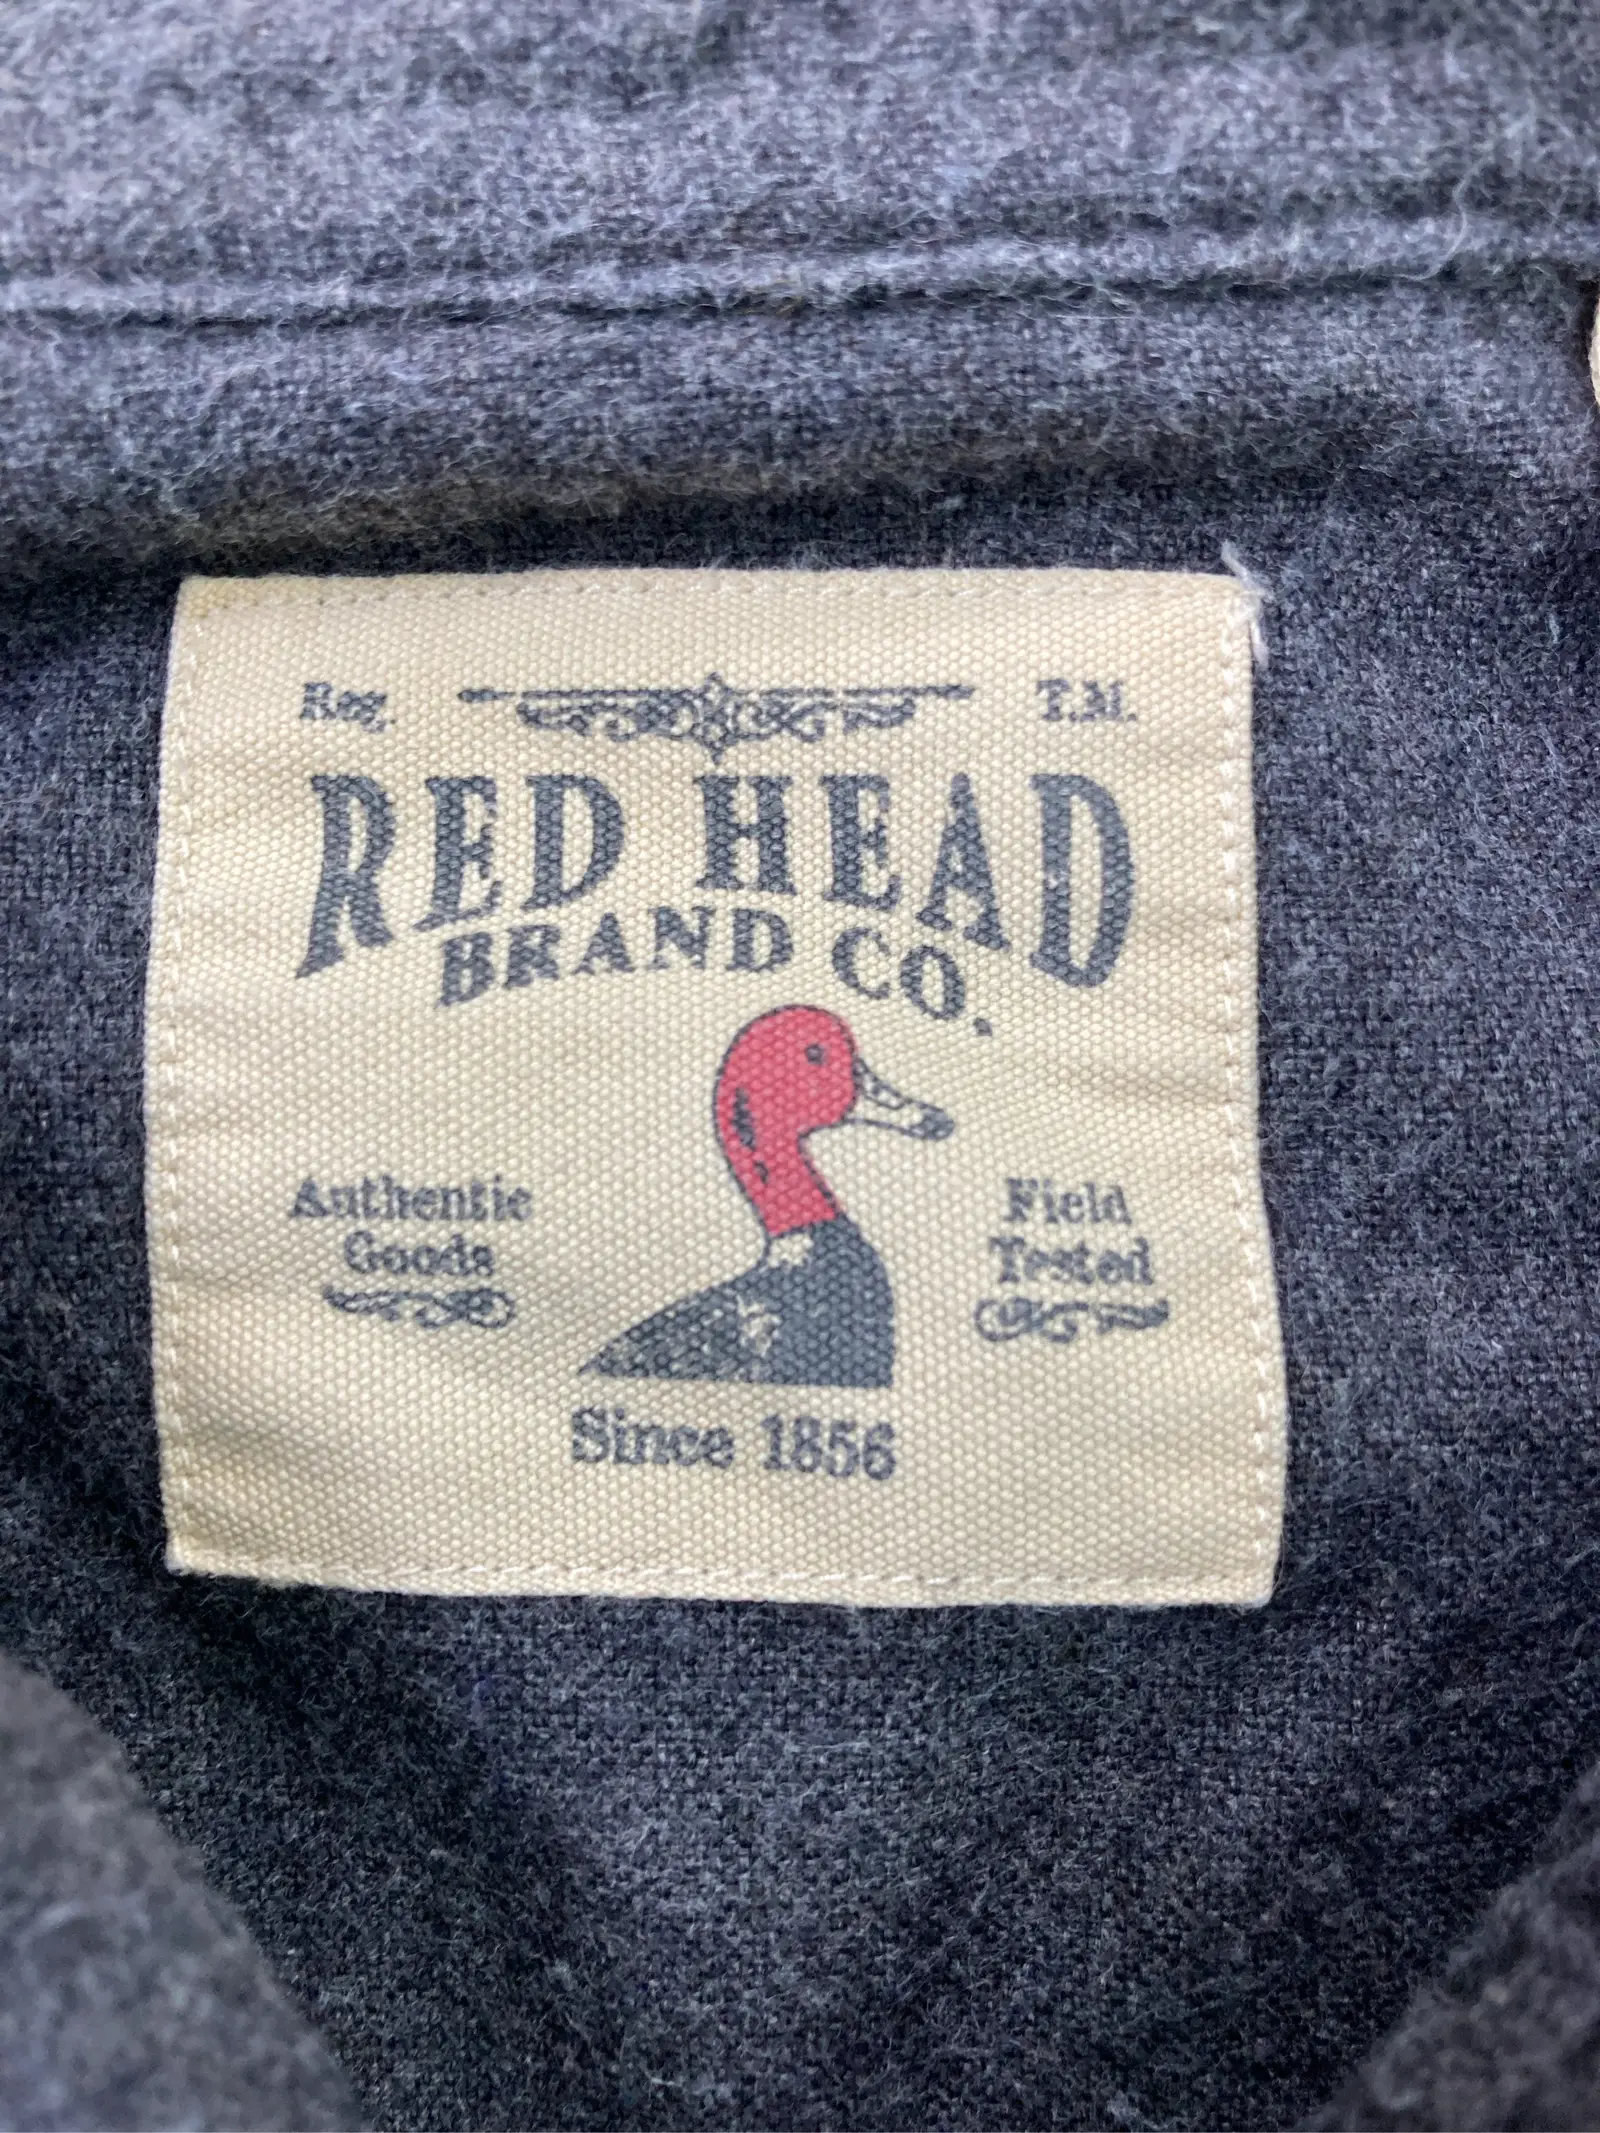 Reg. T.M.
RED HEAD
BRAND CO.
Authentic
Goods
Field
Tested
Since 1856